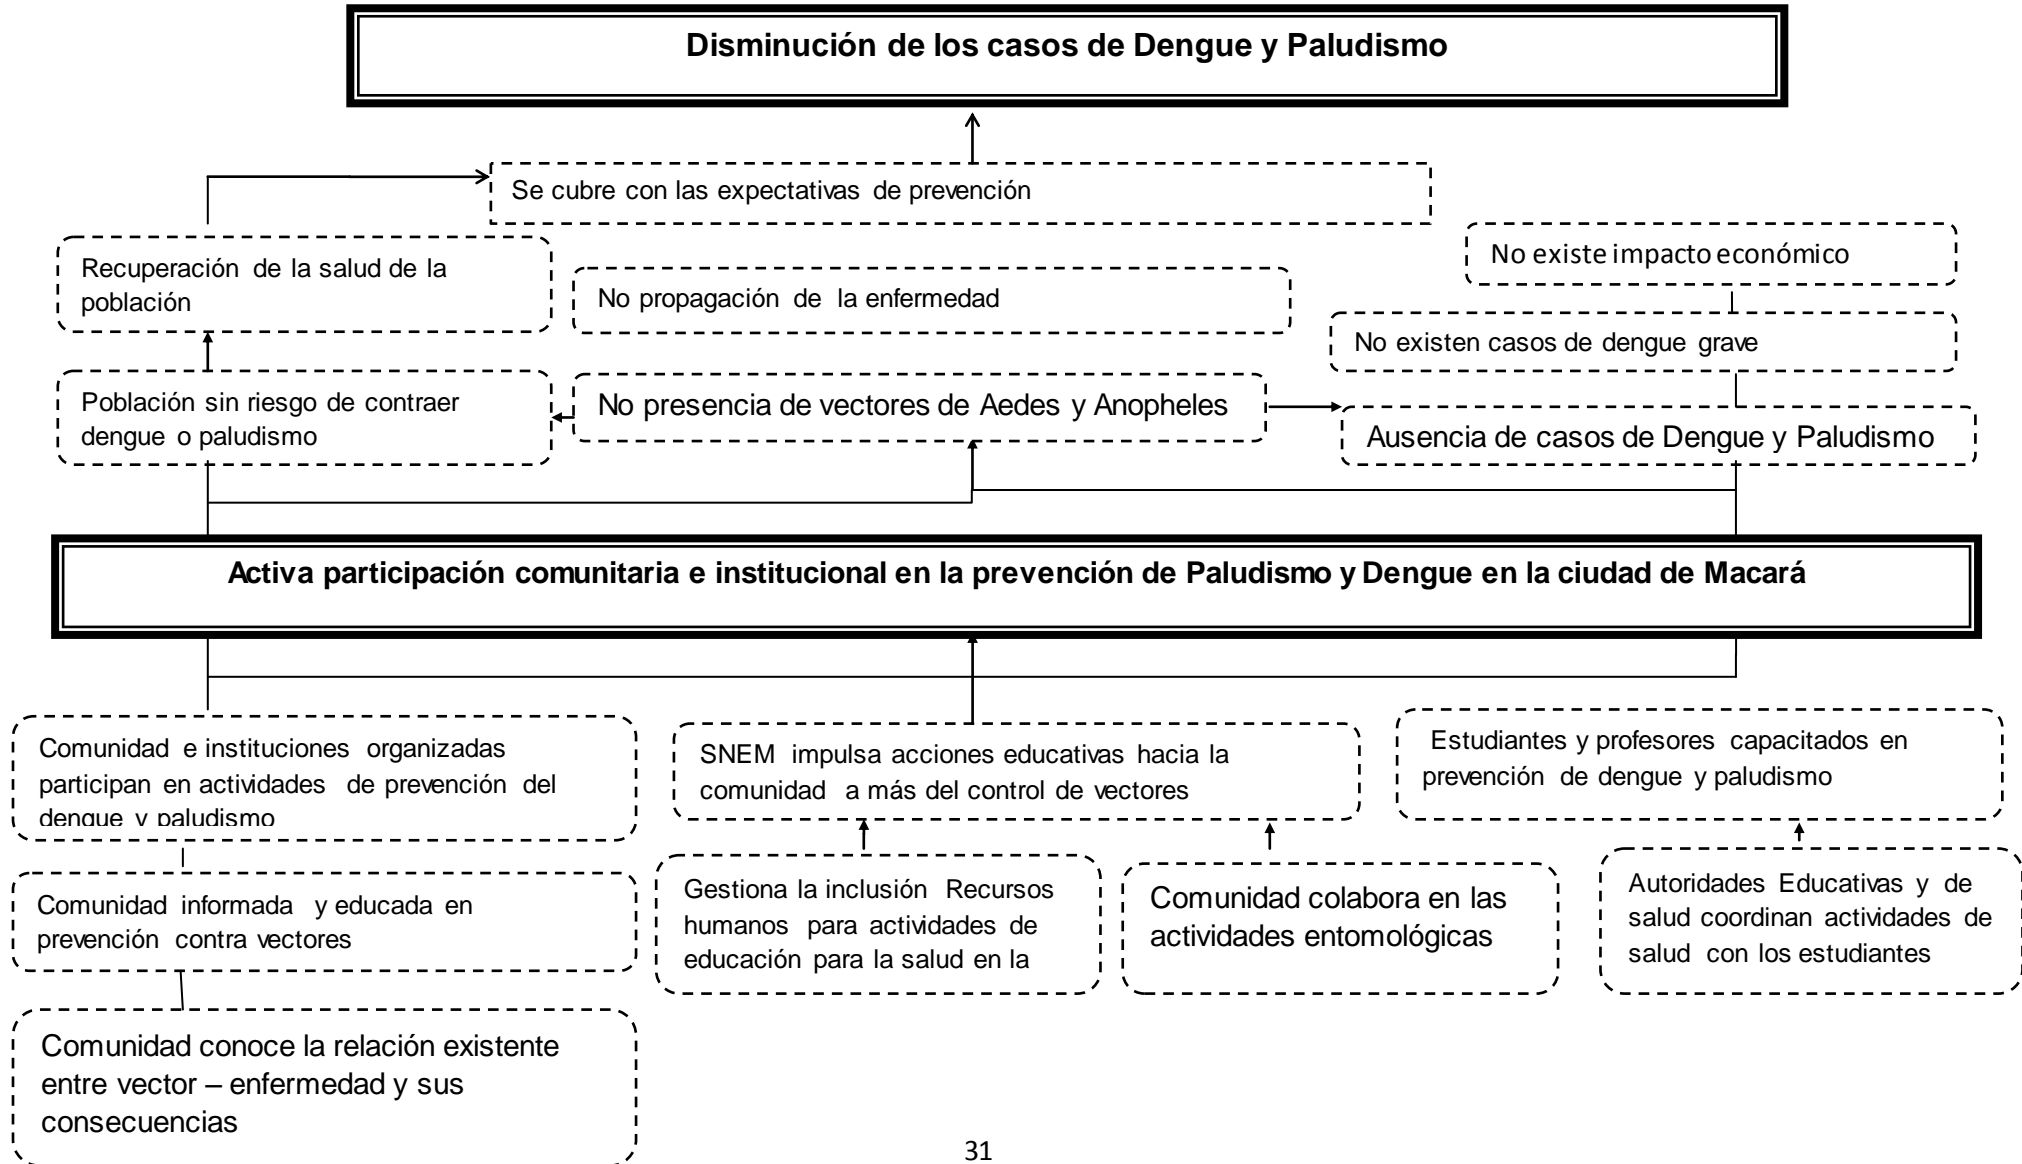 Disminución de los casos de Dengue y Paludismo
Se cubre con las expectativas de prevención
Recuperación de la salud de la
población
No propagación de la enfermedad
No existe impacto económico
No existen casos de dengue grave
Población sin riesgo de contraer
dengue o paludismo
No presencia de vectores de Aedes y Anopheles
Ausencia de casos de Dengue y Paludismo
Activa participación comunitaria e institucional en la prevención de Paludismo y Dengue en la ciudad de Macará
Comunidad e instituciones organizadas
participan en actividades de prevención del
dengue y paludismo
SNEM impulsa acciones educativas hacia la
comunidad a más del control de vectores
Estudiantes y profesores capacitados en
prevención de dengue y paludismo
Comunidad informada y educada en
prevención contra vectores
Gestiona la inclusión Recursos
humanos para actividades de
educación para la salud en la
Comunidad colabora en las
actividades entomológicas
Autoridades Educativas y de
salud coordinan actividades de
salud con los estudiantes
Comunidad conoce la relación existente
entre vector – enfermedad y sus
consecuencias
31